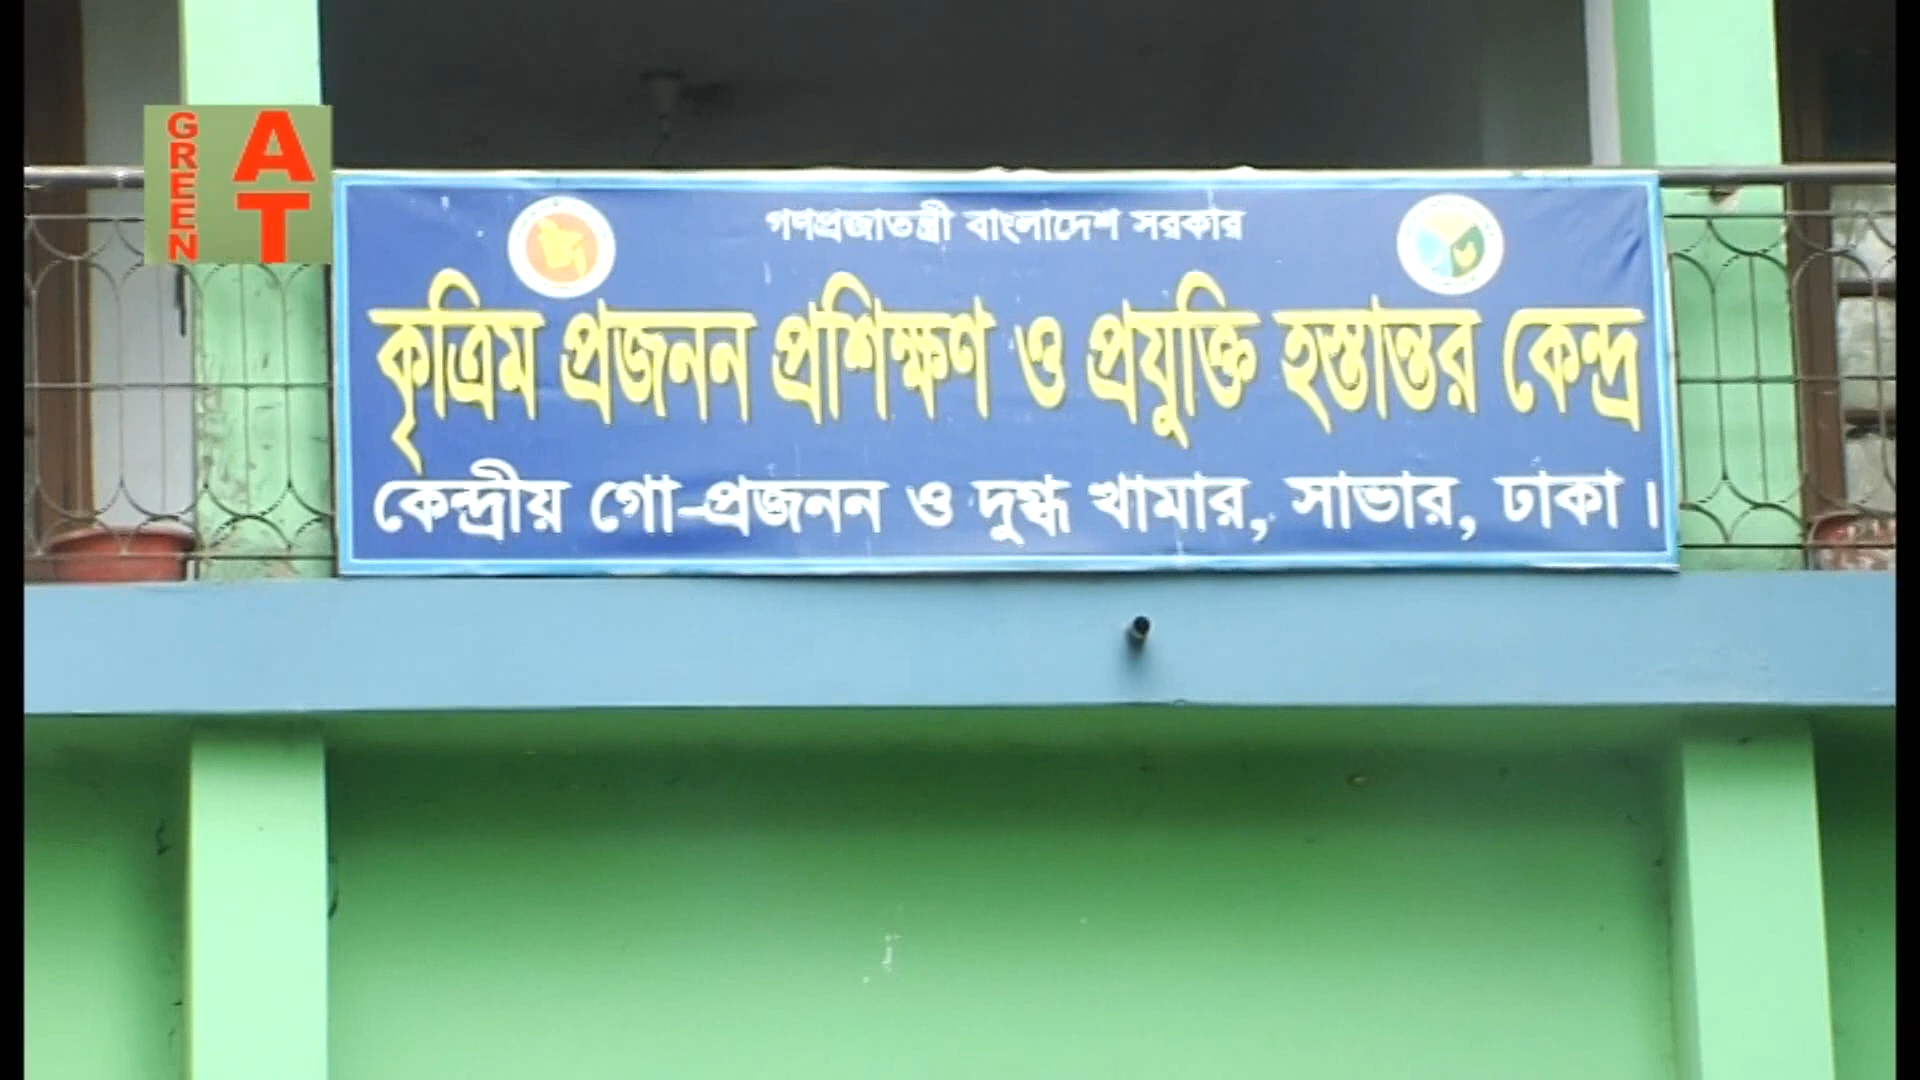 GREEN
AT
গণপ্রজাতন্ত্রী বাংলাদেশ সরকার
কৃত্রিম প্রজনন প্রশিক্ষণ ও প্রযুক্তি হস্তান্তর কেন্দ্র
কেন্দ্রীয় গো-প্রজনন ও দুগ্ধ খামার, সাভার, ঢাকা।